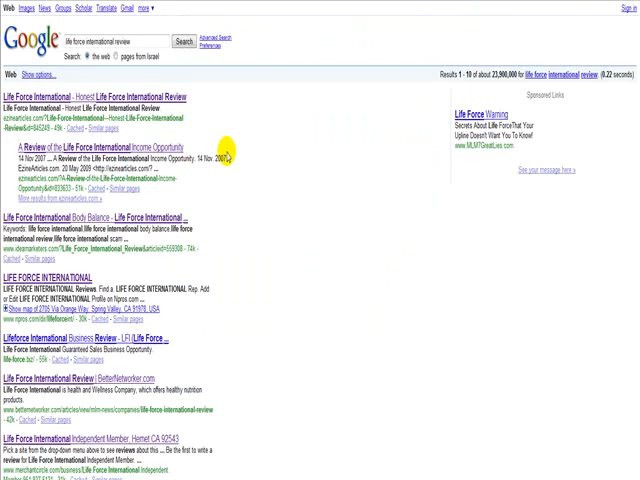 Web Images News Groups Scholar Translate Gmail more ▼ Sign in
Google life force international review Search Advanced Search
Preferences
Search: the web pages from Israel
Web Show options... Results 1 - 10 of about 23,900,000 for life force international review. (0.22 seconds)
Life Force International - Honest Life Force International Review
Life Force International - Honest Life Force International Review
ezinearticles.com/?Life-Force-International---Honest-Life-Force-International
-Review&id=845249 - 49k - Cached - Similar pages
A Review of the Life Force International Income Opportunity
14 Nov 2007 ... A Review of the Life Force International Income Opportunity. 14 Nov. 2007.
EzineArticles.com. 20 May 2009 <http://ezinearticles.com/? ...
ezinearticles.com/?A-Review-of-the-Life-Force-International-Income-
Opportunity&id=833633 - 51k - Cached - Similar pages
More results from ezinearticles.com »
Life Force International Body Balance - Life Force International ...
Keywords: life force international,life force international body balance,life force
international review,life force international scam ...
www.ideamarketers.com/?Life_Force_International_Review&articleid=559308 - 74k -
Cached - Similar pages
LIFE FORCE INTERNATIONAL
LIFE FORCE INTERNATIONAL Reviews. Find a. LIFE FORCE INTERNATIONAL Rep. Add
or Edit LIFE FORCE INTERNATIONAL Profile on Npros.com ...
Show map of 2705 Via Orange Way, Spring Valley, CA 91978, USA
www.npros.com/dir/lifeforceint/ - 30k - Cached - Similar pages
Lifeforce International Business Review - LFI (Life Force ...
Life Force International Guaranteed Sales Business Opportunity.
life-force.biz/ - 55k - Cached - Similar pages
Life Force International Review | BetterNetworker.com
Life Force International is health and Wellness Company, which offers healthy nutrition
products.
www.betternetworker.com/articles/view/mlm-news/companies/life-force-international-review
- 42k - Cached - Similar pages
Life Force International Independent Member, Hemet CA 92543
Pick a site from the drop-down menu above to see reviews about this ... Be the first to write a
review for Life Force International Independent Member. ...
www.merchantcircle.com/business/Life.Force.International.Independent
Sponsored Links
Life Force Warning
Secrets About Life ForceThat Your
Upline Doesn't Want You To Know!
www.MLM7GreatLies.com
See your message here »